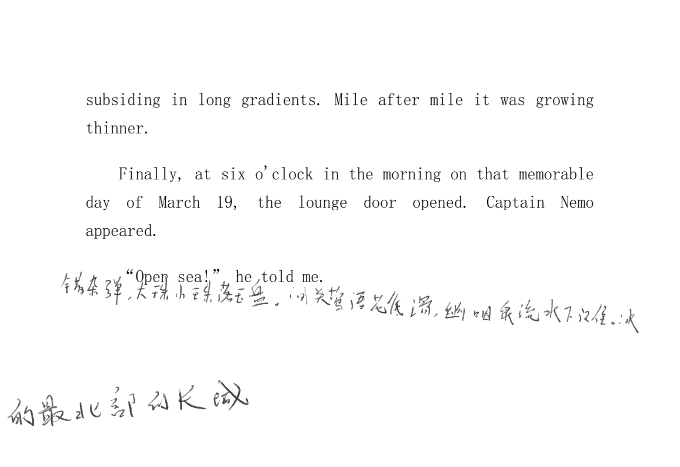 subsiding in long gradients. Mile after mile it was growing
thinner.
Finally, at six o'clock in the morning on that memorable
day of March 19, the lounge door opened. Captain Nemo
appeared.
“Open sea!” he told me.
错杂弹,大珠小珠落玉盘。间关莺语花底滑,幽咽泉流水下注住。冰
的最北部的长城